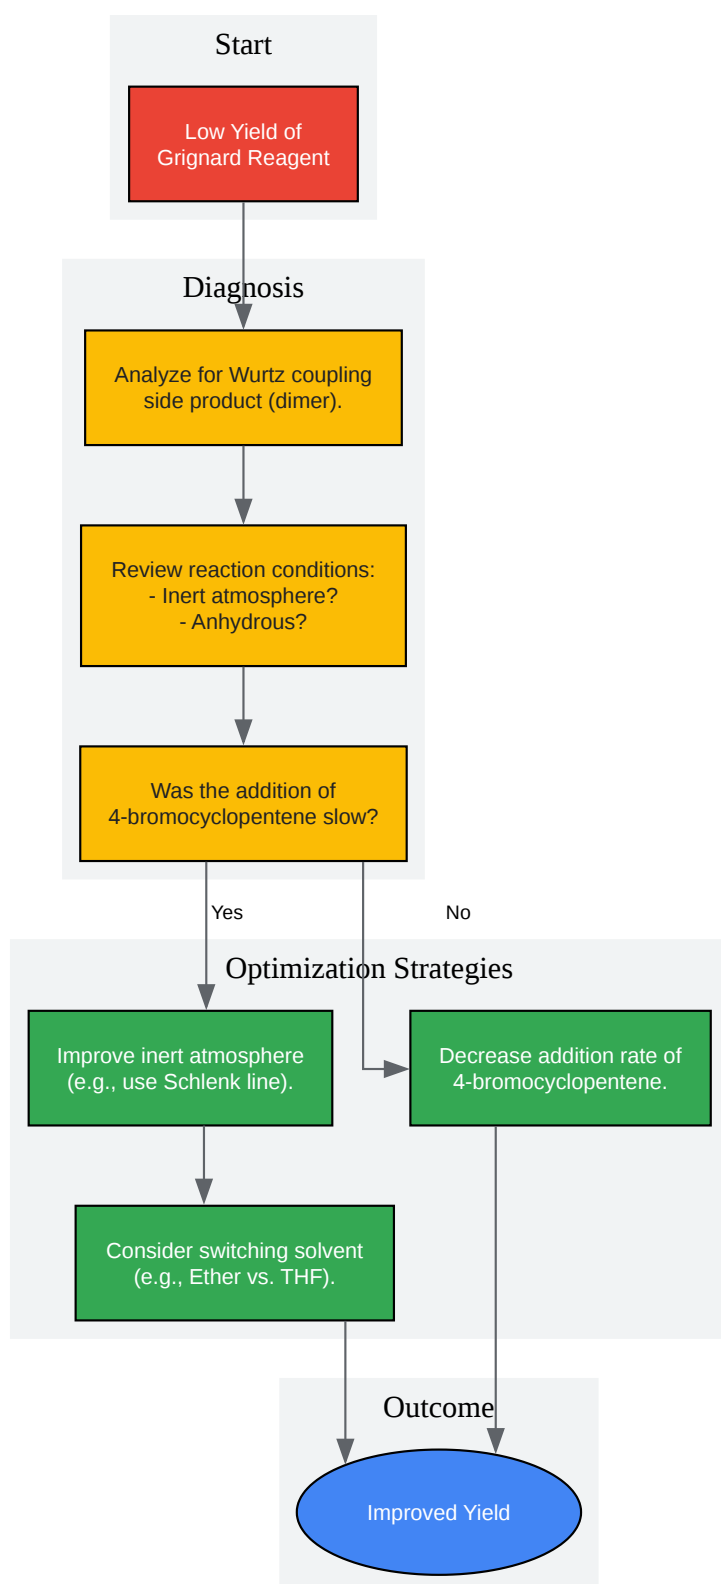 Start
Low Yield of
Grignard Reagent
Diagnosis
Analyze for Wurtz coupling
side product (dimer).
Review reaction conditions:
- Inert atmosphere?
- Anhydrous?
Was the addition of
4-bromocyclopentene slow?
Yes
No
Optimization Strategies
Improve inert atmosphere
(e.g., use Schlenk line).
Decrease addition rate of
4-bromocyclopentene.
Consider switching solvent
(e.g., Ether vs. THF).
Outcome
Improved Yield